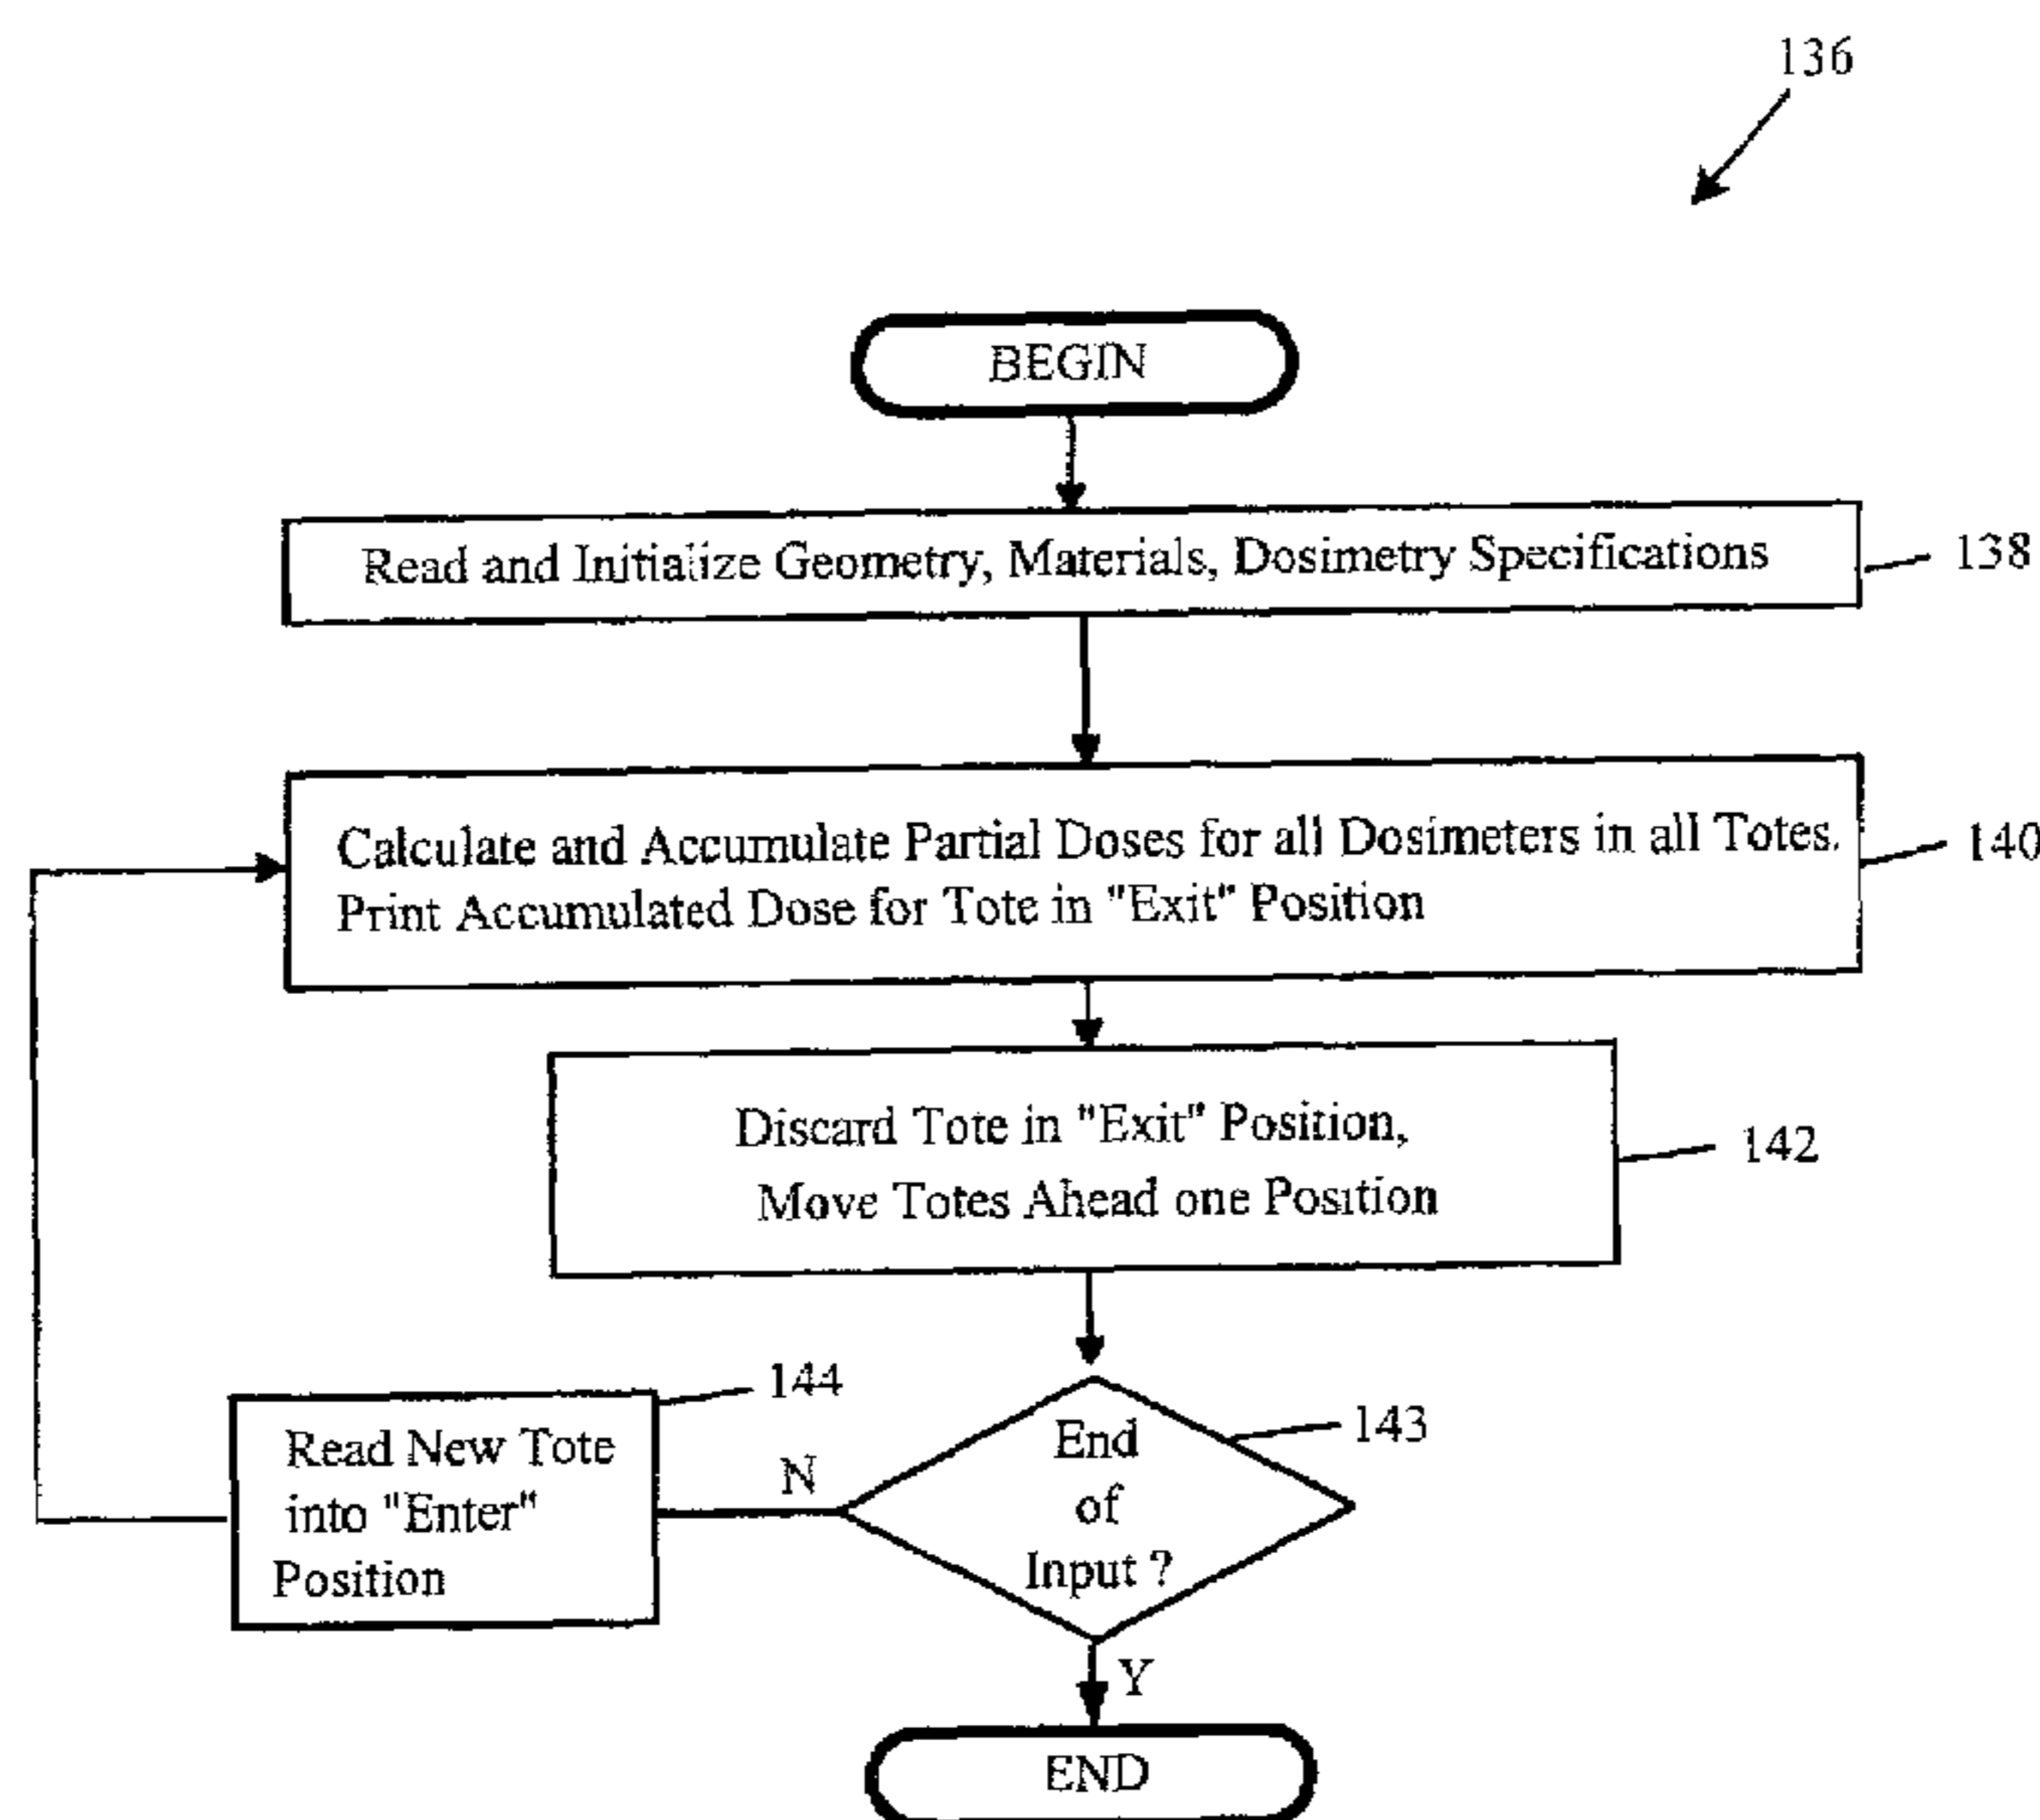 136
BEGIN
Read and Initialize Geometry, Materials, Dosimetry Specifications
138
Calculate and Accumulate Partial Doses for all Dosimeters in all Totes.
Print Accumulated Dose for Tote in "Exit" Position
140
Discard Tote in "Exit" Position,
Move Totes Ahead one Position
142
144
Read New Tote
into "Enter"
Position
N
End
of
Input ?
143
Y
END